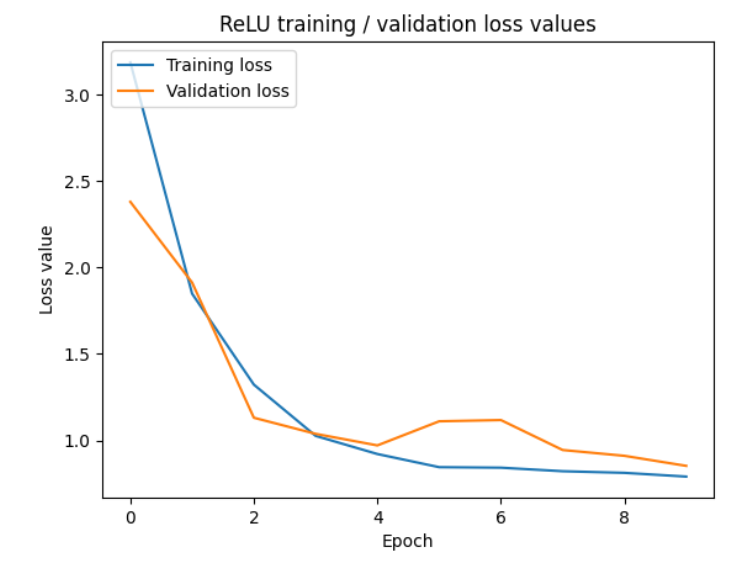 ReLU training / validation loss values
Training loss
Validation loss
3.0
2.5
2.0
1.5
1.0
Loss value
0 2 4 6 8
Epoch